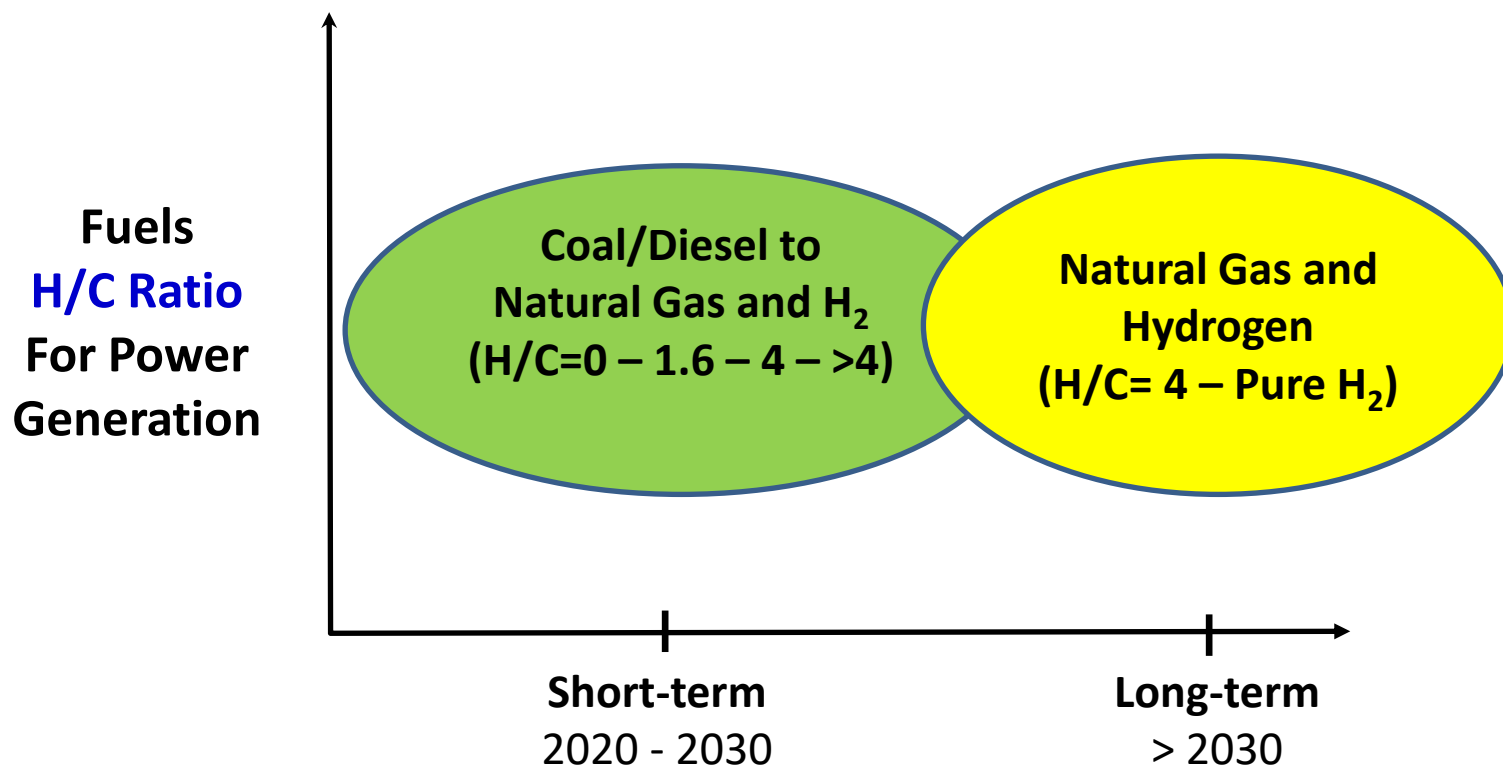 Fuels
H/C Ratio
For Power
Generation
Coal/Diesel to
Natural Gas and H₂
(H/C=0 – 1.6 – 4 – >4)
Natural Gas and
Hydrogen
(H/C= 4 – Pure H₂)
Short-term
2020 - 2030
Long-term
> 2030